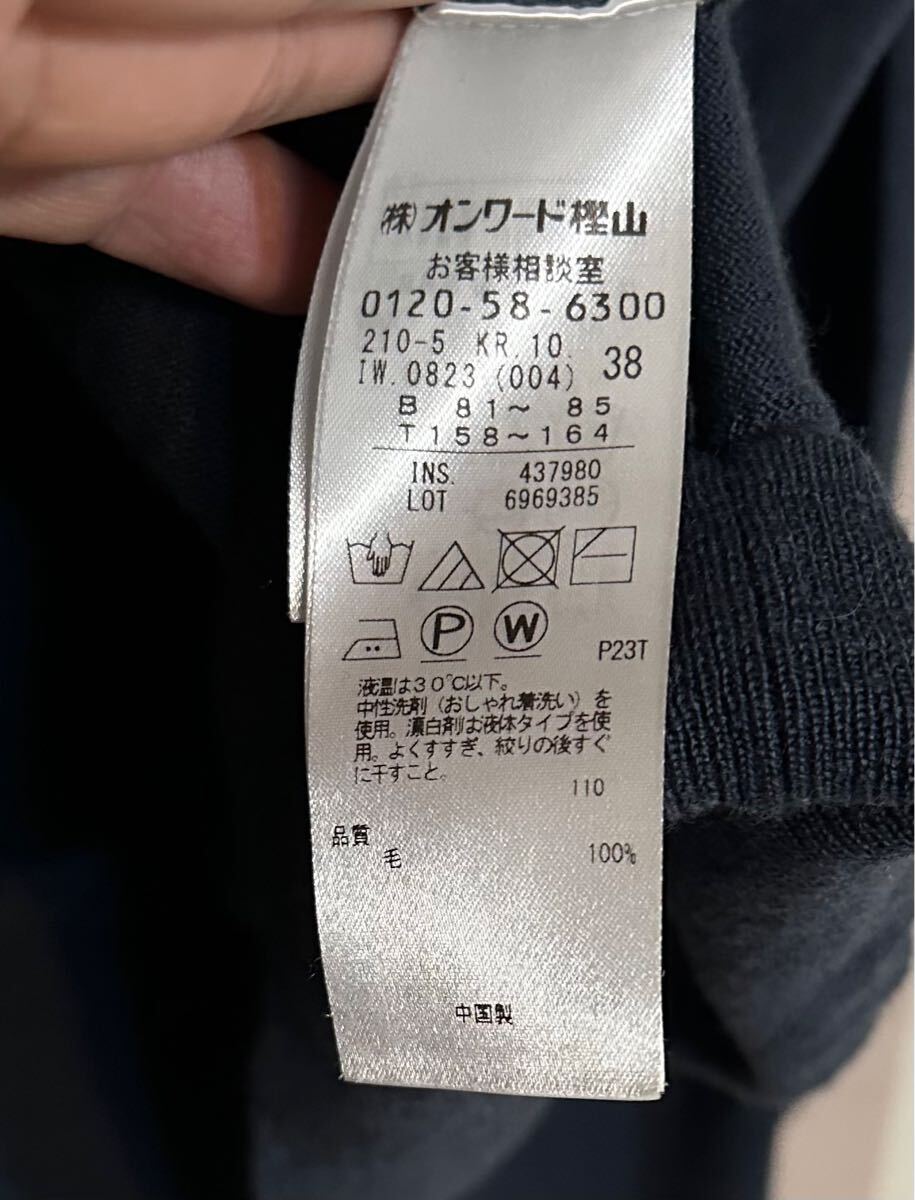 (株)オンワード樫山
お客様相談室
0120-58-6300
210-5 KR.10. 38
IW.0823 (004)
B 81～ 85
T 158～164
INS. 437980
LOT 6969385
P W
P23T
液温は30℃以下。
中性洗剤(おしゃれ着洗い)を
使用。漂白剤は液体タイプを使
用。よくすすぎ、絞りの後すぐ
に干すこと。
110
品質
毛 100%
中国製